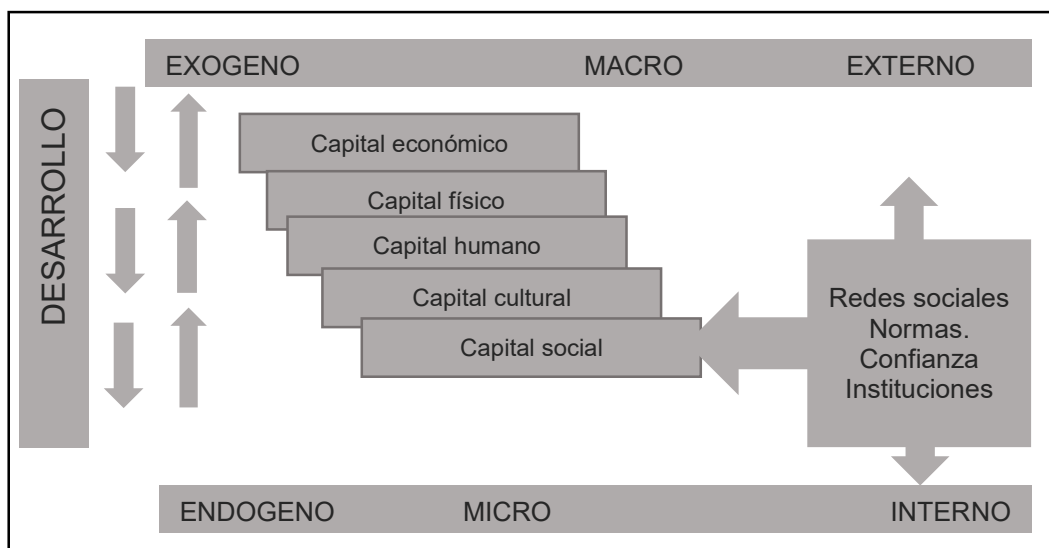 EXOGENO MACRO EXTERNO
DESARROLLO
Capital económico
Capital físico
Capital humano
Capital cultural
Capital social
Redes sociales
Normas.
Confianza
Instituciones
ENDOGENO MICRO INTERNO